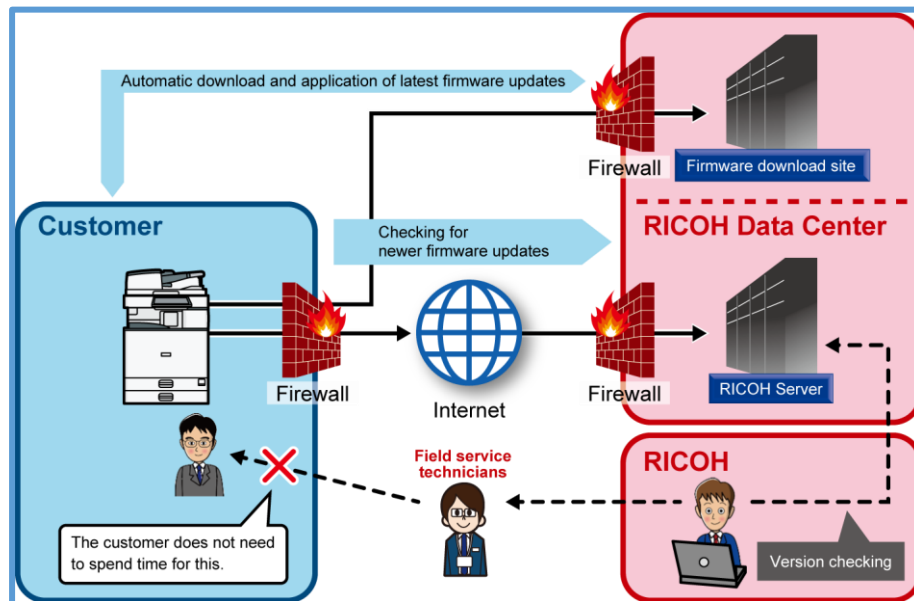 Automatic download and application of latest firmware updates
Firewall
Firmware download site
Customer
Checking for
newer firmware updates
RICOH Data Center
Firewall
Internet
Firewall
RICOH Server
Field service
technicians
RICOH
The customer does not need
to spend time for this.
Version checking